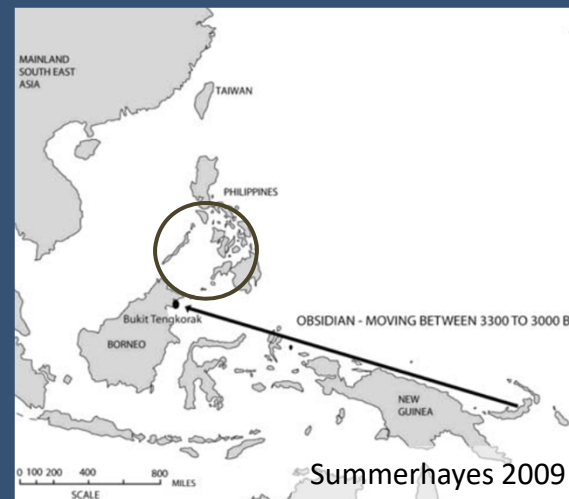 MAINLAND
SOUTH EAST
ASIA
TAIWAN
PHILIPPINES
Bukit Tengkorak
OBSIDIAN - MOVING BETWEEN 3300 TO 3000 B
BORNEO
NEW
GUINEA
0 100 200 400 800 MILES
SCALE
Summerhayes 2009